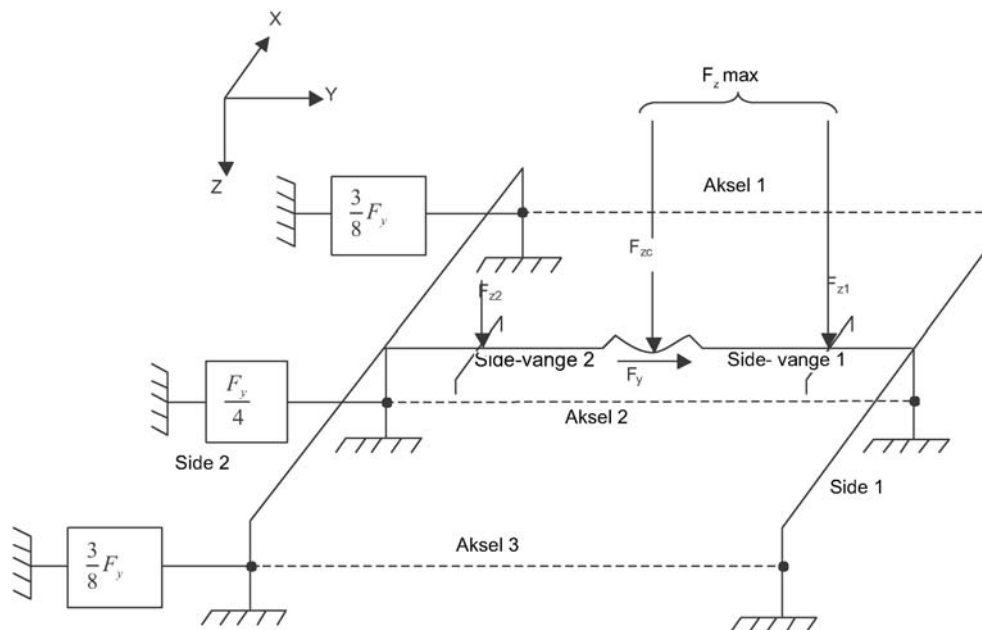 X
Y
Z
F_z max
Aksel 1
3/8 F_y
F_zc
F_z2
F_z1
Side-vange 2
Side- vange 1
F_y
F_y/4
Aksel 2
Side 2
Side 1
Aksel 3
3/8 F_y